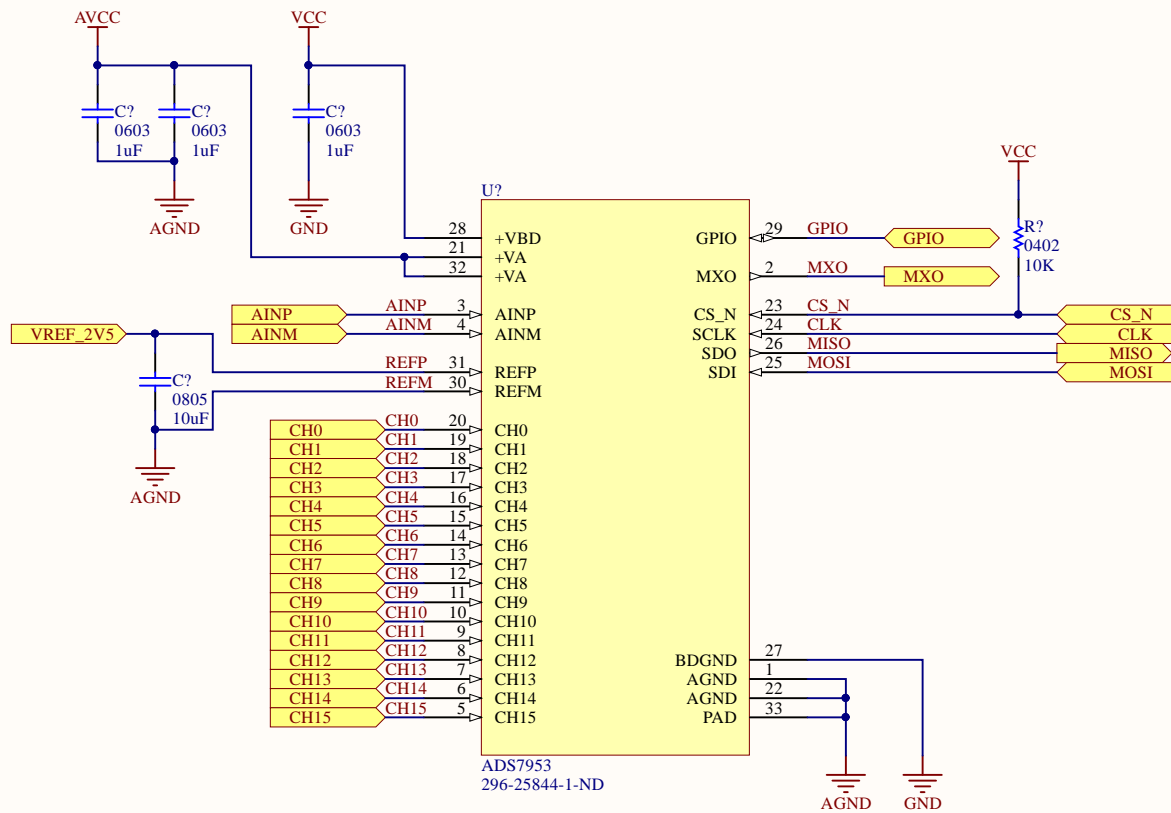 AVCC
VCC
C?
0603
1uF
C?
0603
1uF
C?
0603
1uF
AGND
GND
VCC
R?
0402
10K
U?
28 +VBD
21 +VA
32 +VA
AINP AINP 3 AINP
AINM AINM 4 AINM
VREF_2V5
REFP 31 REFP
REFM 30 REFM
C?
0805
10uF
AGND
CH0 CH0 20 CH0
CH1 CH1 19 CH1
CH2 CH2 18 CH2
CH3 CH3 17 CH3
CH4 CH4 16 CH4
CH5 CH5 15 CH5
CH6 CH6 14 CH6
CH7 CH7 13 CH7
CH8 CH8 12 CH8
CH9 CH9 11 CH9
CH10 CH10 10 CH10
CH11 CH11 9 CH11
CH12 CH12 8 CH12
CH13 CH13 7 CH13
CH14 CH14 6 CH14
CH15 CH15 5 CH15
GPIO 29 GPIO GPIO
MXO 2 MXO MXO
CS_N 23 CS_N CS_N
SCLK 24 CLK CLK
SDO 26 MISO MISO
SDI 25 MOSI MOSI
BDGND 27
AGND 1
AGND 22
PAD 33
AGND
GND
ADS7953
296-25844-1-ND